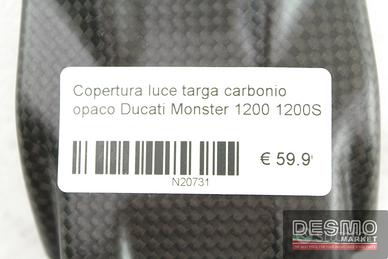 Copertura luce targa carbonio
opaco Ducati Monster 1200 1200S
€ 59.9
N20731
DESMO
MARKET